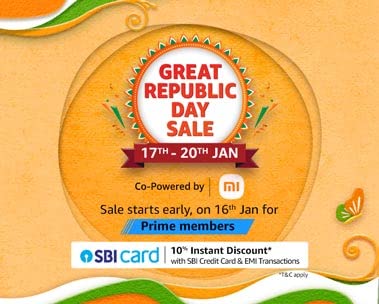 GREAT
REPUBLIC
DAY
SALE
17TH - 20TH JAN
Co-Powered by mi
Sale starts early, on 16th Jan for
Prime members
SBI card 10% Instant Discount*
with SBI Credit Card & EMI Transactions
*T&C apply